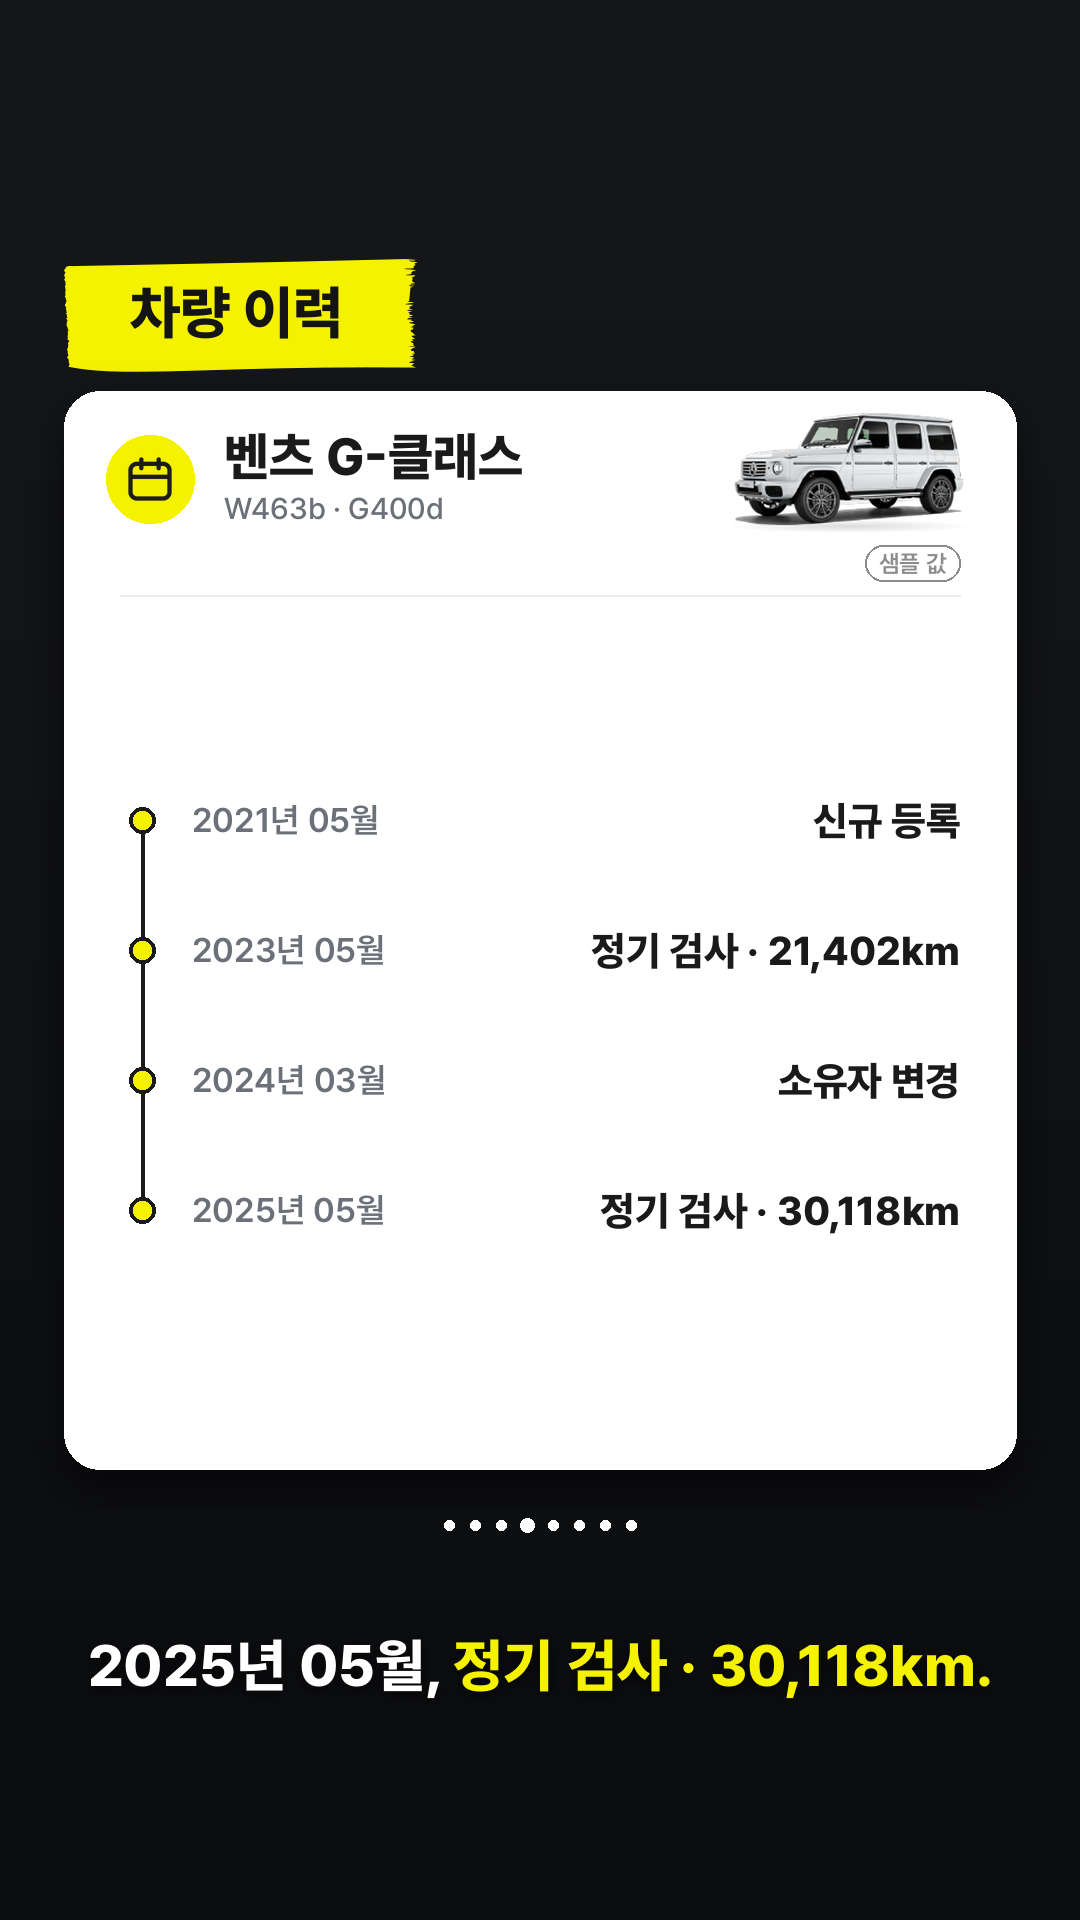 차량 이력
벤츠 G-클래스
W463b · G400d
샘플 값
2021년 05월 신규 등록
2023년 05월 정기 검사 · 21,402km
2024년 03월 소유자 변경
2025년 05월 정기 검사 · 30,118km
2025년 05월, 정기 검사 · 30,118km.